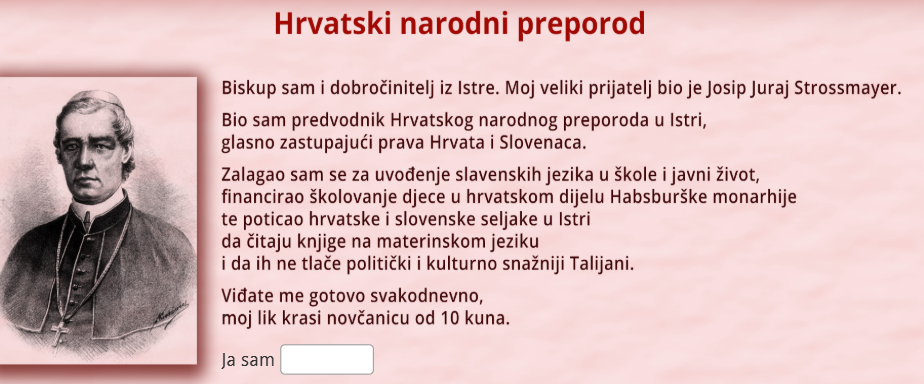 Hrvatski narodni preporod
Biskup sam i dobročinitelj iz Istre. Moj veliki prijatelj bio je Josip Juraj Strossmayer.
Bio sam predvodnik Hrvatskog narodnog preporoda u Istri,
glasno zastupajući prava Hrvata i Slovenaca.
Zalagao sam se za uvođenje slavenskih jezika u škole i javni život,
financirao školovanje djece u hrvatskom dijelu Habsburške monarhije
te poticao hrvatske i slovenske seljake u Istri
da čitaju knjige na materinskom jeziku
i da ih ne tlače politički i kulturno snažniji Talijani.
Viđate me gotovo svakodnevno,
moj lik krasi novčanicu od 10 kuna.
Ja sam